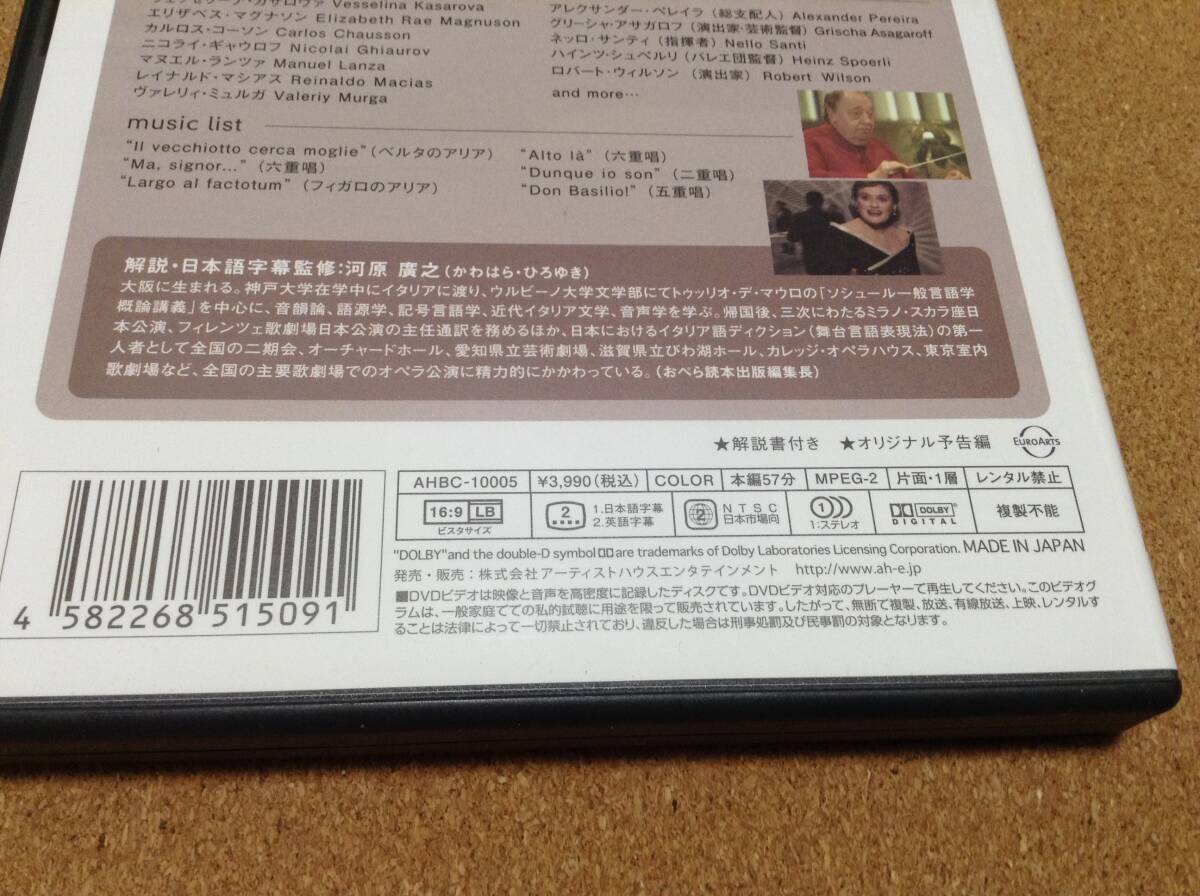 Vesselina Kasarova
エリザベス・マグナソン Elizabeth Rae Magnuson
カルロス・コーソン Carlos Chausson
ニコライ・ギャウロフ Nicolai Ghiaurov
マヌエル・ランツァ Manuel Lanza
レイナルド・マシアス Reinaldo Macias
ヴァレリィ・ミュルガ Valeriy Murga
アレクサンダー・ペレイラ(総支配人) Alexander Pereira
グリーシャ・アサガロフ(演出家・芸術監督) Grischa Asagaroff
ネッロ・サンティ(指揮者) Nello Santi
ハインツ・シュペルリ(バレエ団監督) Heinz Spoerli
ロバート・ウィルソン (演出家) Robert Wilson
and more…
music list
“Il vecchiotto cerca moglie”(ベルタのアリア)
“Ma, signor...”(六重唱)
“Largo al factotum”(フィガロのアリア)
“Alto là”(六重唱)
“Dunque io son”(二重唱)
“Don Basilio!”(五重唱)
解説・日本語字幕監修:河原 廣之(かわはら・ひろゆき)
大阪に生まれる。神戸大学在学中にイタリアに渡り、ウルビーノ大学文学部にてトゥッリオ・デ・マウロの「ソシュール一般言語学
概論講義」を中心に、音韻論、語源学、記号言語学、近代イタリア文学、音声学を学ぶ。帰国後、三次にわたるミラノ・スカラ座日
本公演、フィレンツェ歌劇場日本公演の主任通訳を務めるほか、日本におけるイタリア語ディクション(舞台言語表現法)の第一
人者として全国の二期会、オーチャードホール、愛知県立芸術劇場、滋賀県立びわ湖ホール、カレッジ・オペラハウス、東京室内
歌劇場など、全国の主要歌劇場でのオペラ公演に精力的にかかわっている。(おぺら読本出版編集長)
★解説書付き ★オリジナル予告編 EUROARTS
AHBC-10005 ¥3,990(税込) COLOR 本編57分 MPEG-2 片面・1層 レンタル禁止
16:9 LB
ビスタサイズ
2
1.日本語字幕
2.英語字幕
2
NTSC
日本市場向
1)
1:ステレオ
DOLBY
DIGITAL
複製不能
"DOLBY"and the double-D symbol are trademarks of Dolby Laboratories Licensing Corporation. MADE IN JAPAN
発売・販売:株式会社アーティストハウスエンタテインメント http://www.ah-e.jp
■DVDビデオは映像と音声を高密度に記録したディスクです。DVDビデオ対応のプレーヤーで再生してください。このビデオグ
ラムは、一般家庭てでの私的試聴に用途を限って販売されています。したがって、無断で複製、放送、有線放送、上映、レンタルす
ることは法律によって一切禁止されており、違反した場合は刑事処罰及び民事罰の対象となります。
4 582268 515091